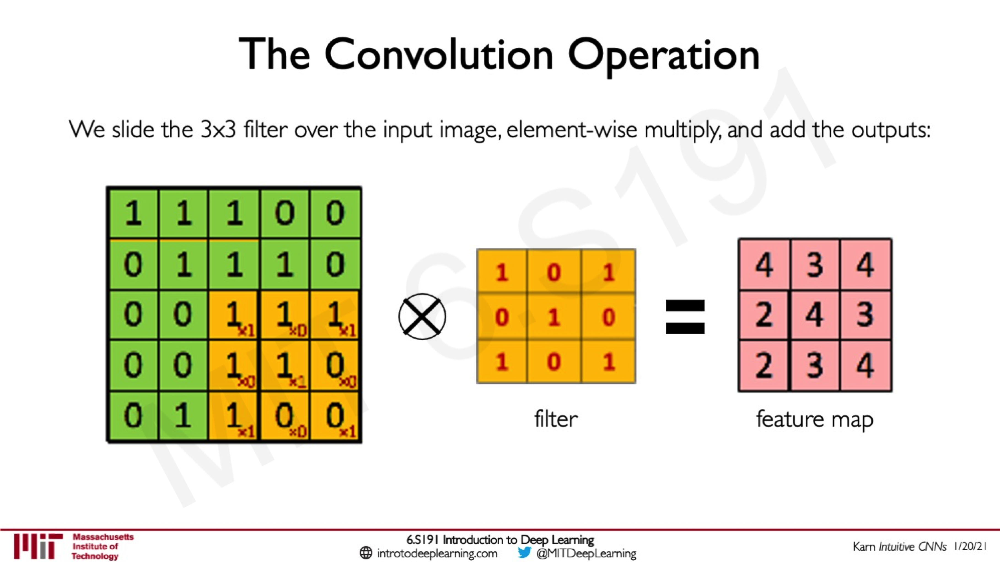 The Convolution Operation
We slide the 3x3 filter over the input image, element-wise multiply, and add the outputs:
1 1 1 0 0
0 1 1 1 0
0 0 1×1 1×0 1×1
0 0 1×0 1×1 0×0
0 1 1×1 0×0 0×1
1 0 1
0 1 0
1 0 1
filter
=
4 3 4
2 4 3
2 3 4
feature map
MIT 6.S191
MIT
Massachusetts
Institute of
Technology
6.S191 Introduction to Deep Learning
introtodeeplearning.com @MITDeepLearning
Karn Intuitive CNNs 1/20/21